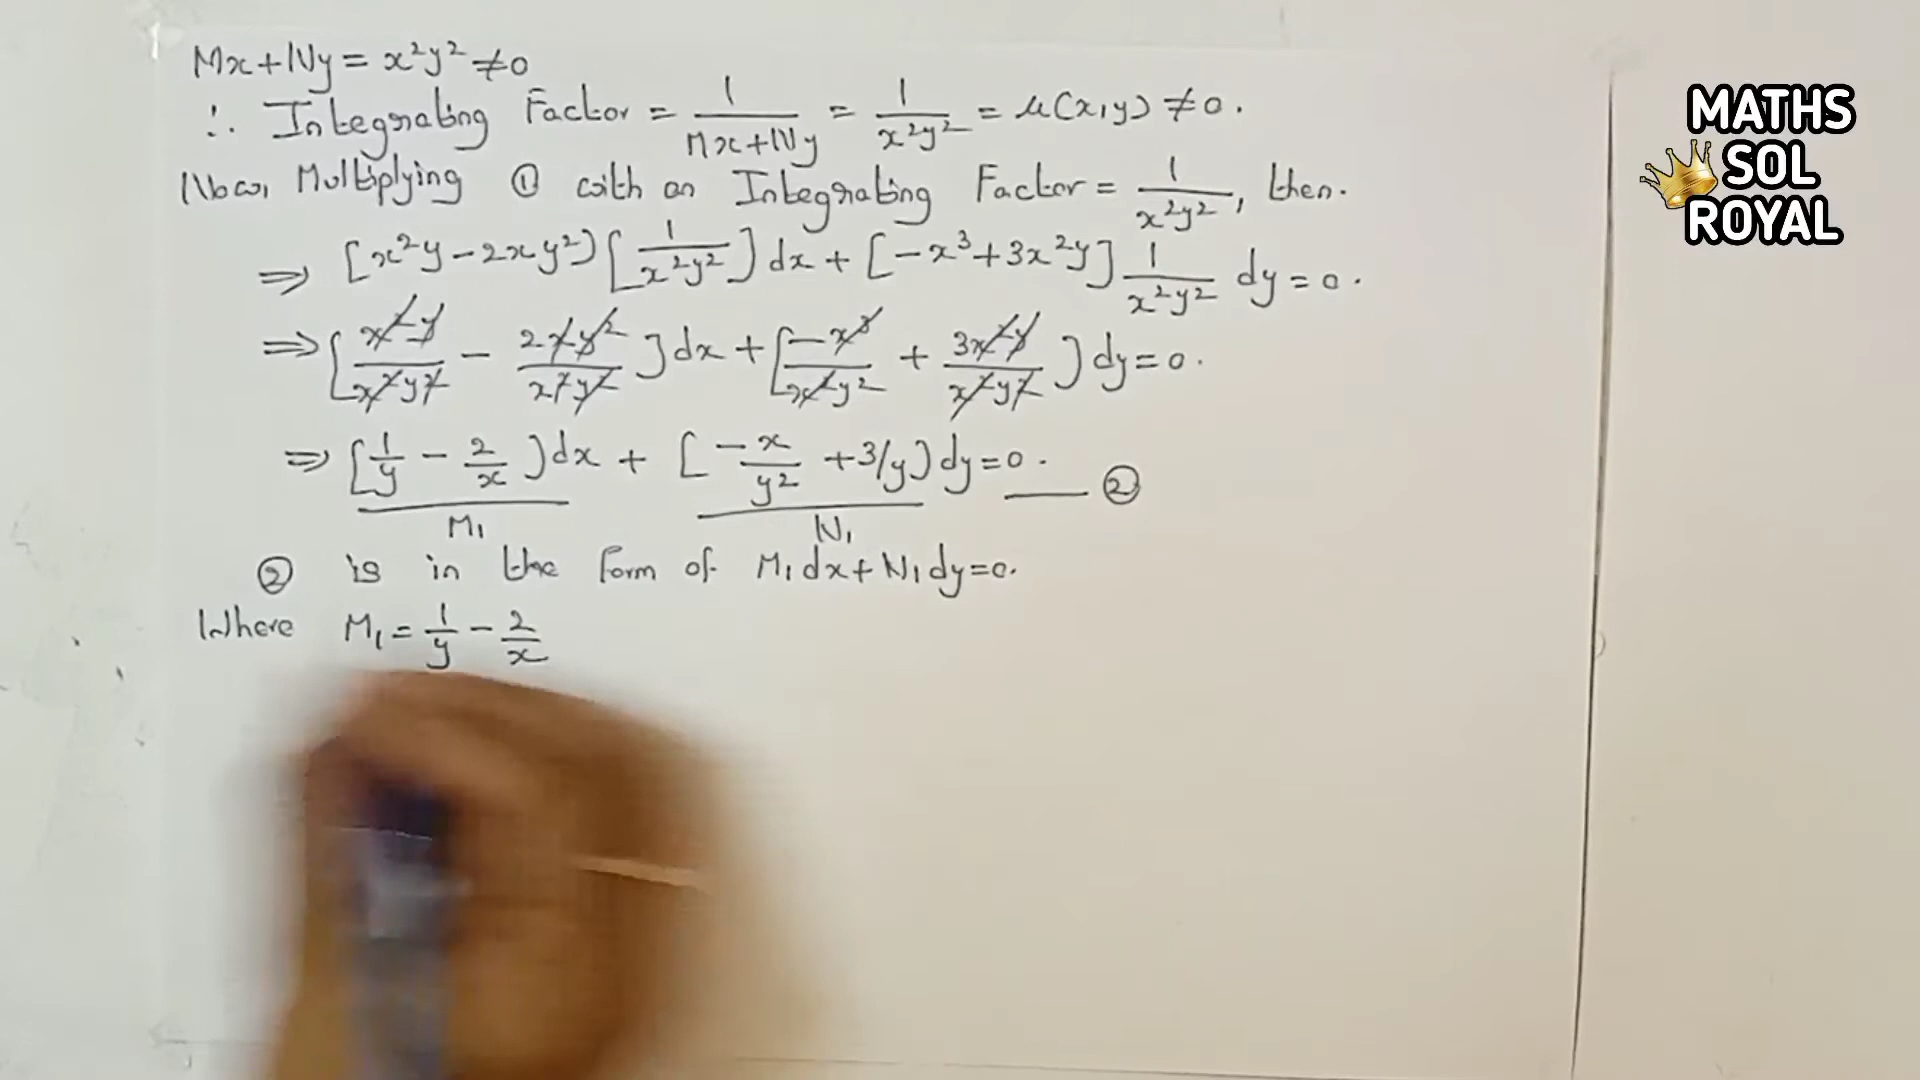 Mx+Ny = x²y² ≠0
∴ Integrating Factor = 1/(Mx+Ny) = 1/(x²y²) = μ(x,y) ≠0.
Now, Multiplying ① with an Integrating Factor = 1/(x²y²), then.
⇒ [x²y-2xy²)[1/(x²y²)]dx + [-x³+3x²y] 1/(x²y²) dy = 0.
⇒ [x²y/(x²y²) - 2xy²/(x²y²)]dx + [-x³/(x²y²) + 3x²y/(x²y²)] dy = 0.
⇒ [1/y - 2/x)dx + [-x/y² +3/y) dy = 0. — ②
M₁ N₁
② is in the form of M₁dx+N₁dy=0.
Where M₁ = 1/y - 2/x
MATHS
SOL
ROYAL